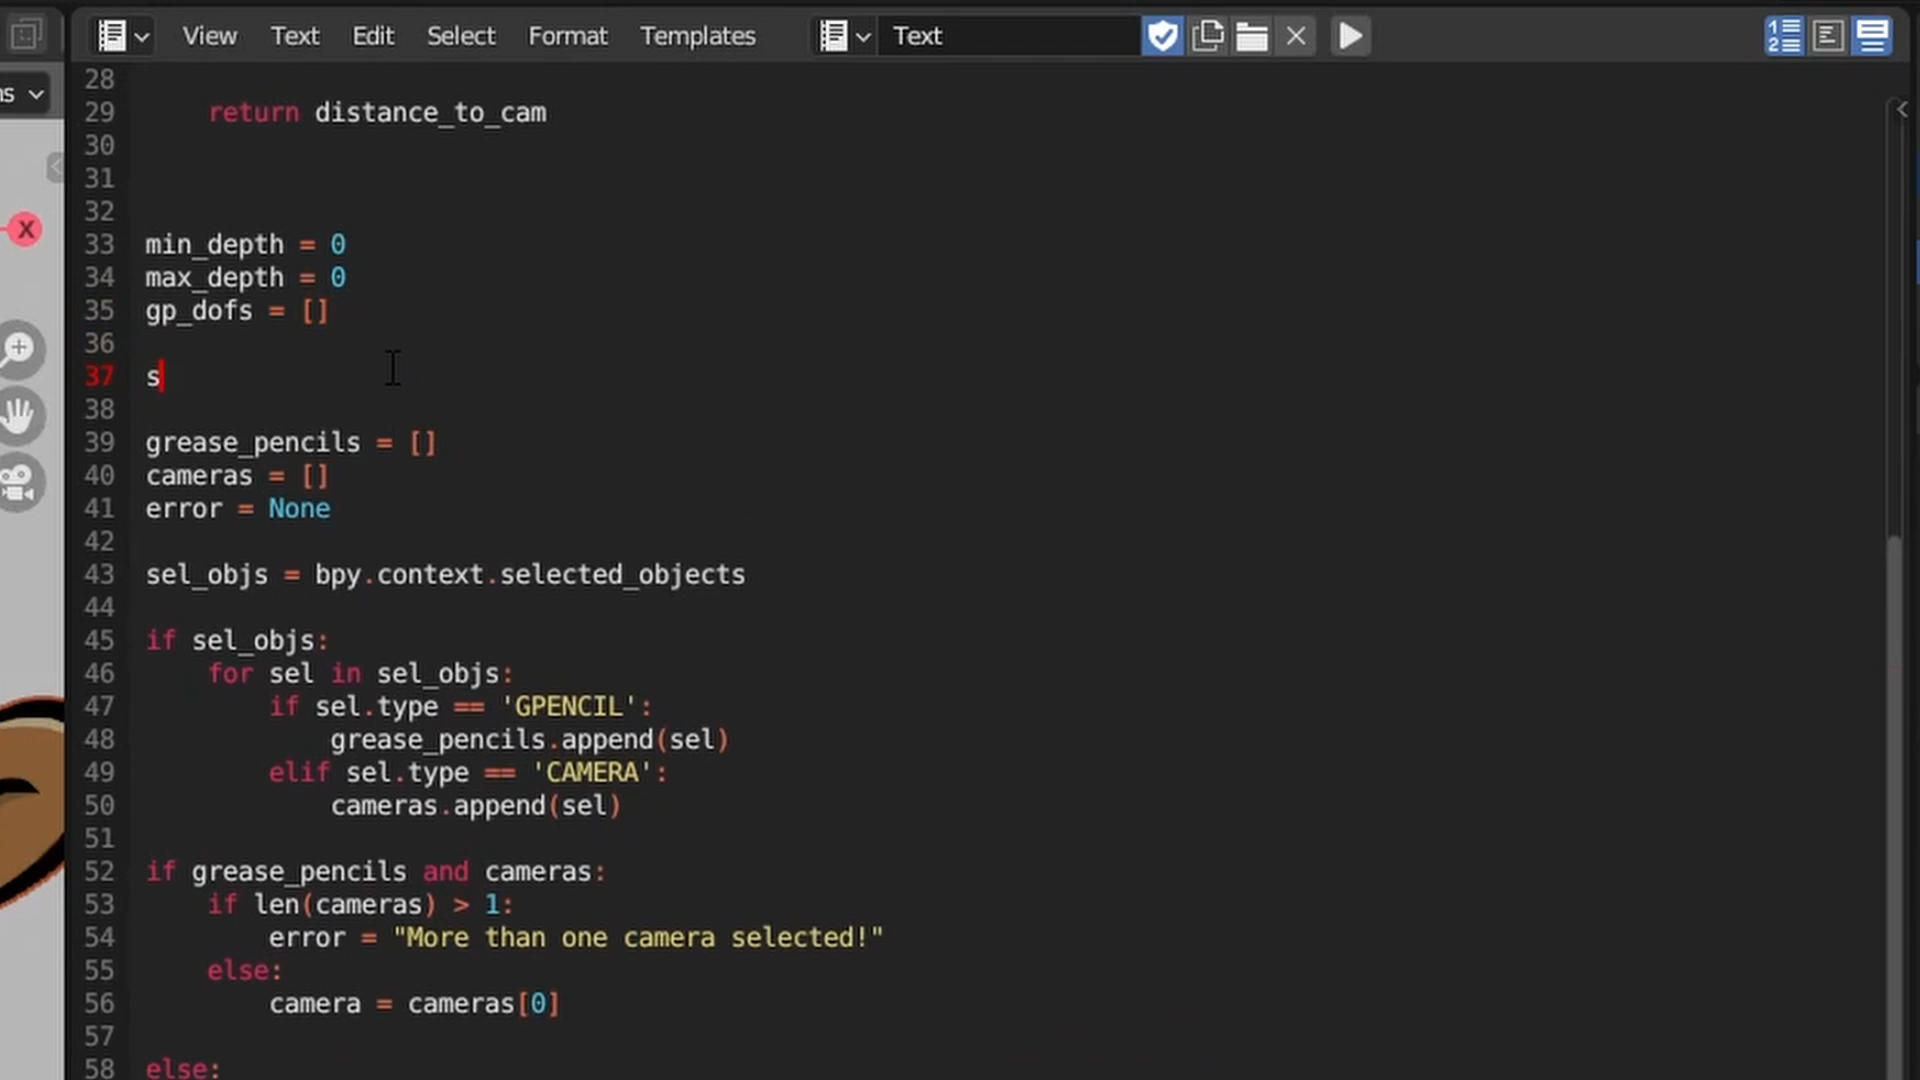 View Text Edit Select Format Templates Text
ns
X
28
29     return distance_to_cam
30
31
32
33 min_depth = 0
34 max_depth = 0
35 gp_dofs = []
36
37 s
38
39 grease_pencils = []
40 cameras = []
41 error = None
42
43 sel_objs = bpy.context.selected_objects
44
45 if sel_objs:
46     for sel in sel_objs:
47         if sel.type == 'GPENCIL':
48             grease_pencils.append(sel)
49         elif sel.type == 'CAMERA':
50             cameras.append(sel)
51
52 if grease_pencils and cameras:
53     if len(cameras) > 1:
54         error = "More than one camera selected!"
55     else:
56         camera = cameras[0]
57
58 else: